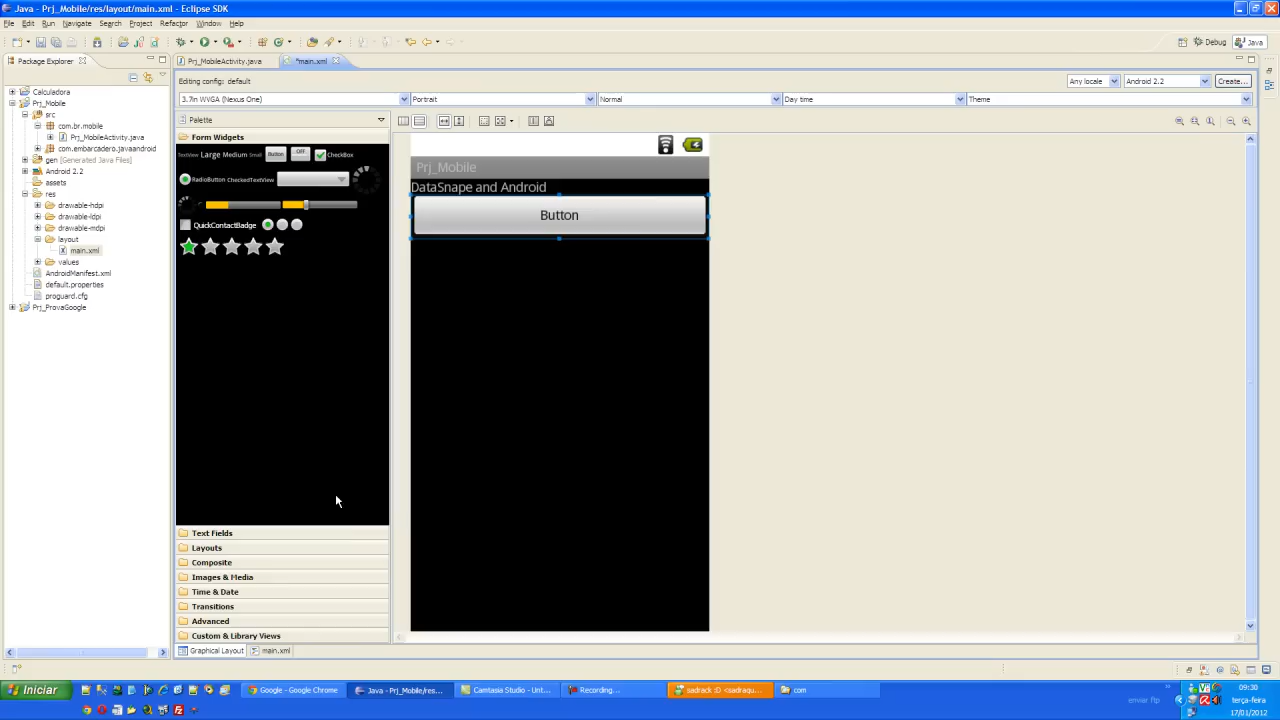 Java - Prj_Mobile/res/layout/main.xml - Eclipse SDK
File Edit Run Navigate Search Project Refactor Window Help
Debug Java
Package Explorer
Prj_MobileActivity.java *main.xml
Editing config: default
Any locale Android 2.2 Create...
3.7in WVGA (Nexus One) Portrait Normal Day time Theme
Calculadora
Prj_Mobile
src
com.br.mobile
Prj_MobileActivity.java
com.embarcadero.javaandroid
gen [Generated Java Files]
Android 2.2
assets
res
drawable-hdpi
drawable-ldpi
drawable-mdpi
layout
main.xml
values
AndroidManifest.xml
default.properties
proguard.cfg
Prj_ProvaGoogle
Palette
Form Widgets
TextView Large Medium Small Button OFF CheckBox
RadioButton CheckedTextView
QuickContactBadge
Text Fields
Layouts
Composite
Images & Media
Time & Date
Transitions
Advanced
Custom & Library Views
Graphical Layout main.xml
Prj_Mobile
DataSnape and Android
Button
Iniciar
Google - Google Chrome
Java - Prj_Mobile/res...
Camtasia Studio - Unt...
Recording...
sadrack :D <sadraqu...
com
enviar ftp
09:30
terça-feira
17/01/2012